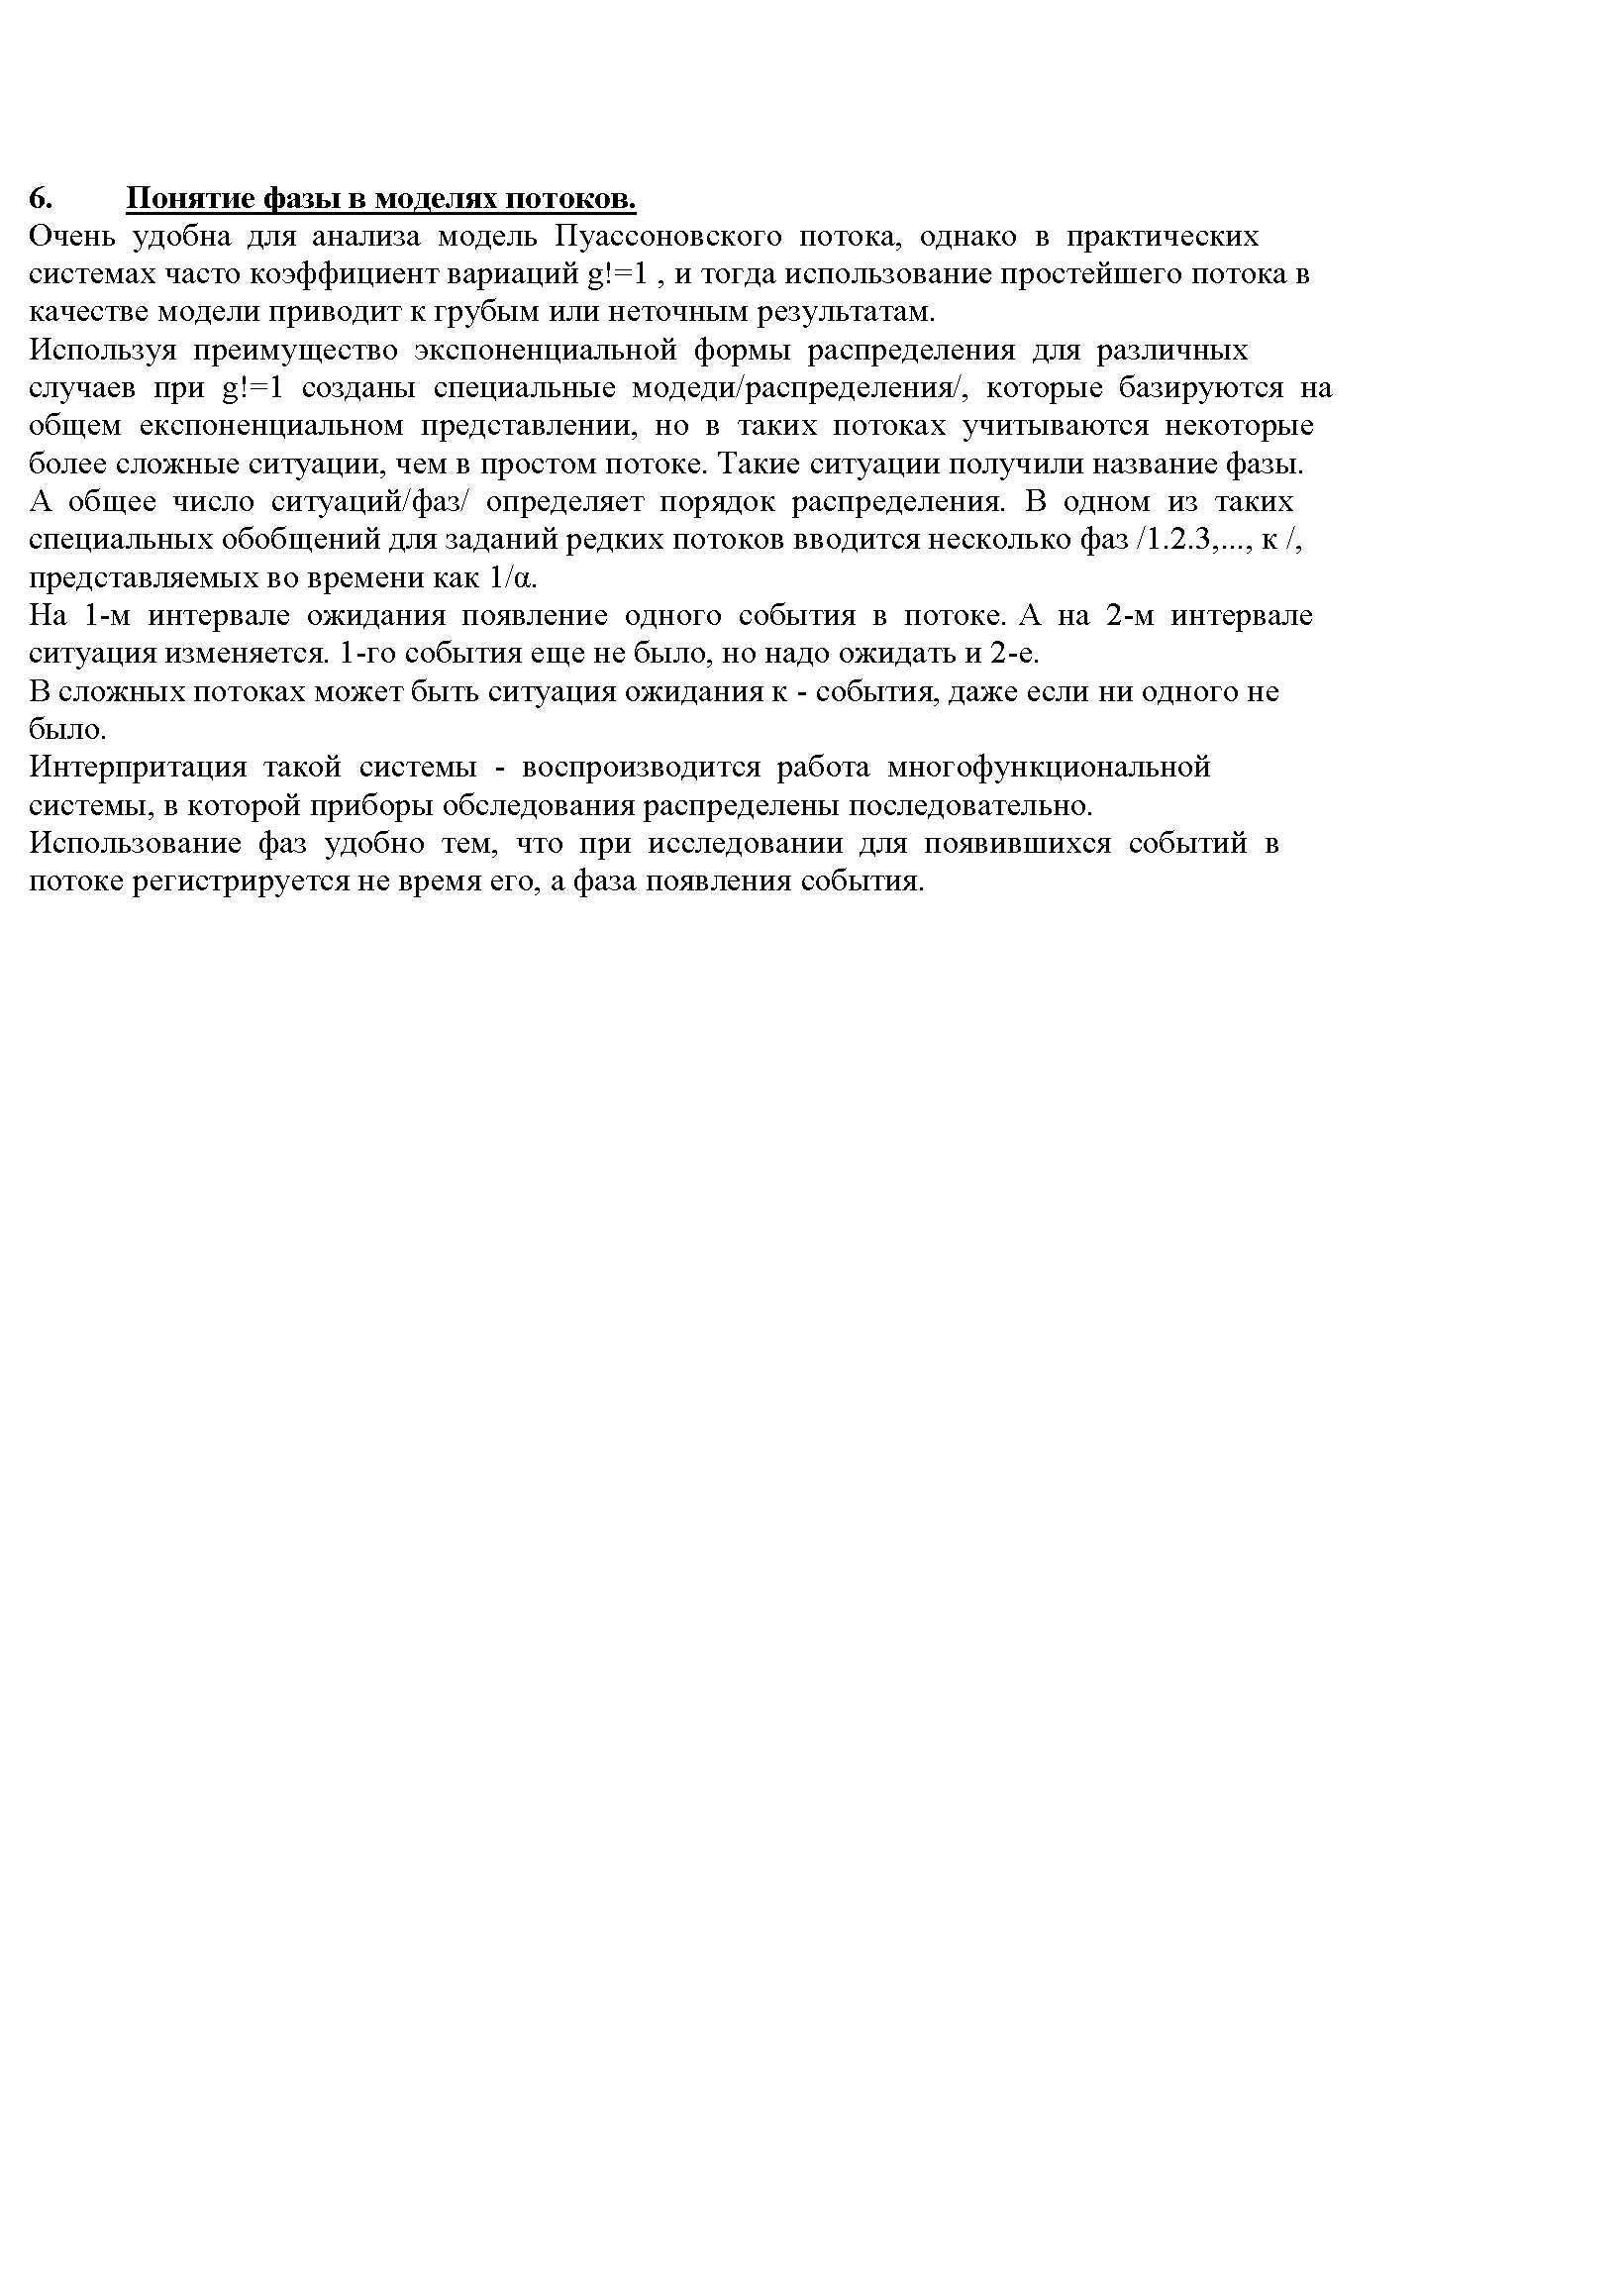 6. Понятие фазы в моделях потоков.
Очень удобна для анализа модель Пуассоновского потока, однако в практических
системах часто коэффициент вариаций g!=1 , и тогда использование простейшего потока в
качестве модели приводит к грубым или неточным результатам.
Используя преимущество экспоненциальной формы распределения для различных
случаев при g!=1 созданы специальные модеди/распределения/, которые базируются на
общем експоненциальном представлении, но в таких потоках учитываются некоторые
более сложные ситуации, чем в простом потоке. Такие ситуации получили название фазы.
А общее число ситуаций/фаз/ определяет порядок распределения. В одном из таких
специальных обобщений для заданий редких потоков вводится несколько фаз /1.2.3,..., к /,
представляемых во времени как 1/α.
На 1-м интервале ожидания появление одного события в потоке. А на 2-м интервале
ситуация изменяется. 1-го события еще не было, но надо ожидать и 2-е.
В сложных потоках может быть ситуация ожидания к - события, даже если ни одного не
было.
Интерпритация такой системы - воспроизводится работа многофункциональной
системы, в которой приборы обследования распределены последовательно.
Использование фаз удобно тем, что при исследовании для появившихся событий в
потоке регистрируется не время его, а фаза появления события.